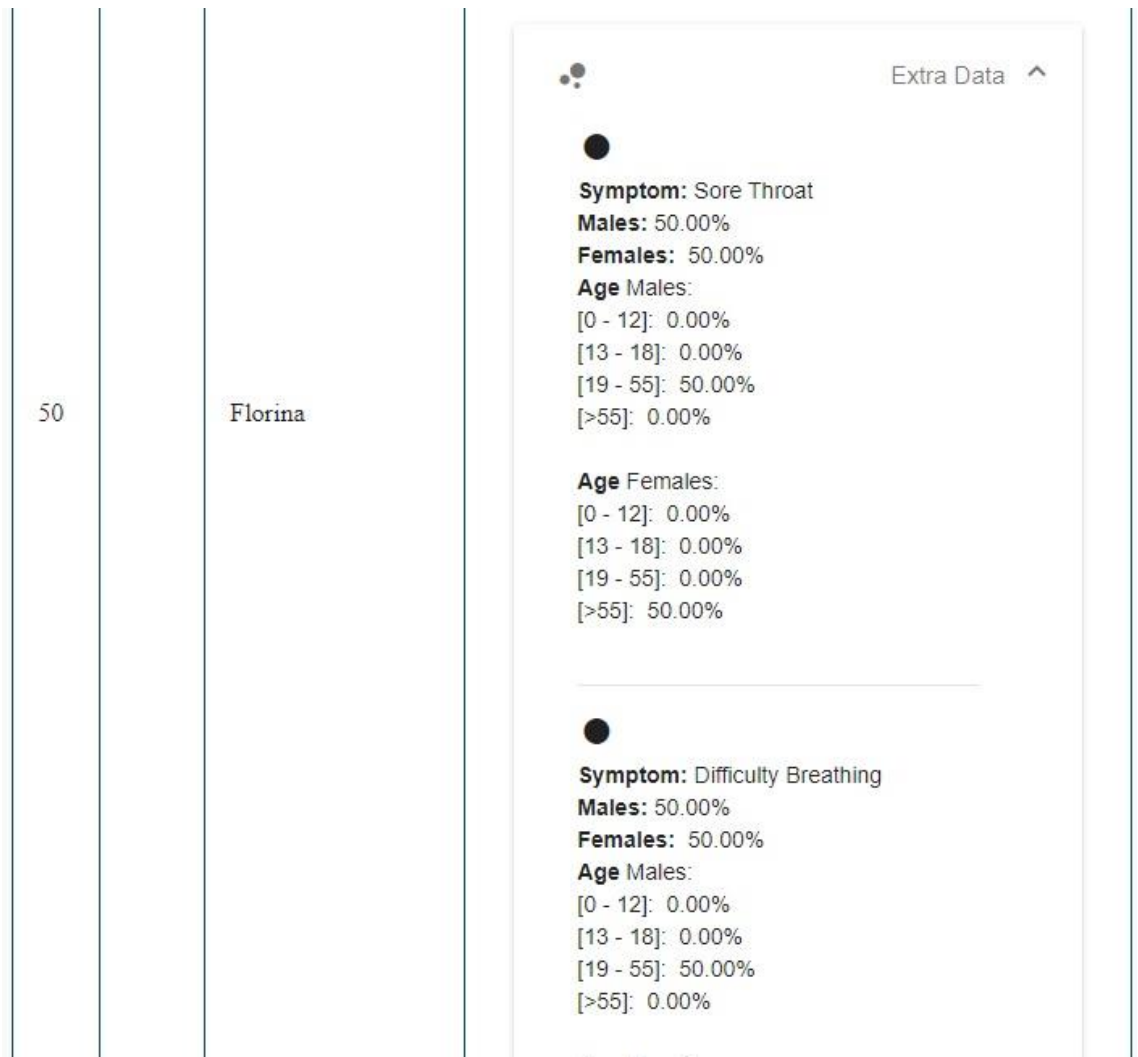 Extra Data
Symptom: Sore Throat
Males: 50.00%
Females: 50.00%
Age Males:
[0 - 12]: 0.00%
[13 - 18]: 0.00%
[19 - 55]: 50.00%
50
Florina
[>55]: 0.00%
Age Females:
[0 - 12]: 0.00%
[13 - 18]: 0.00%
[19 - 55]: 0.00%
[>55]: 50.00%
Symptom: Difficulty Breathing
Males: 50.00%
Females: 50.00%
Age Males:
[0 - 12]: 0.00%
[13 - 18]: 0.00%
[19 - 55]: 50.00%
[>55]: 0.00%